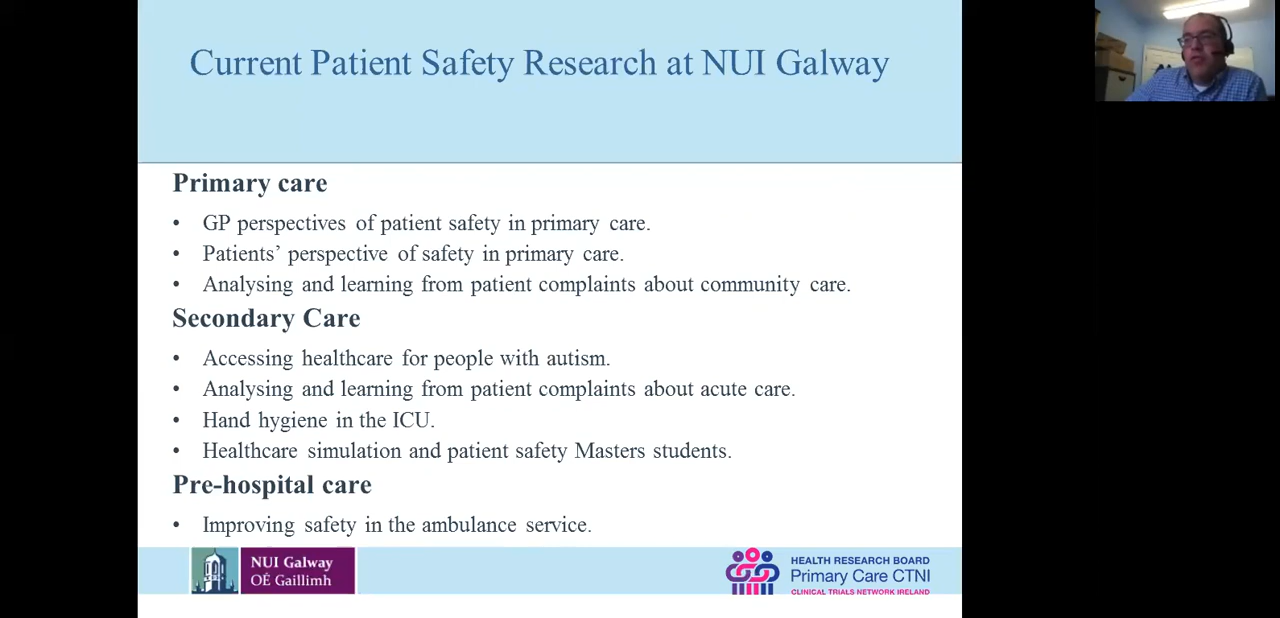 Current Patient Safety Research at NUI Galway
Primary care
• GP perspectives of patient safety in primary care.
• Patients’ perspective of safety in primary care.
• Analysing and learning from patient complaints about community care.
Secondary Care
• Accessing healthcare for people with autism.
• Analysing and learning from patient complaints about acute care.
• Hand hygiene in the ICU.
• Healthcare simulation and patient safety Masters students.
Pre-hospital care
• Improving safety in the ambulance service.
NUI Galway
OÉ Gaillimh
HEALTH RESEARCH BOARD
Primary Care CTNI
CLINICAL TRIALS NETWORK IRELAND